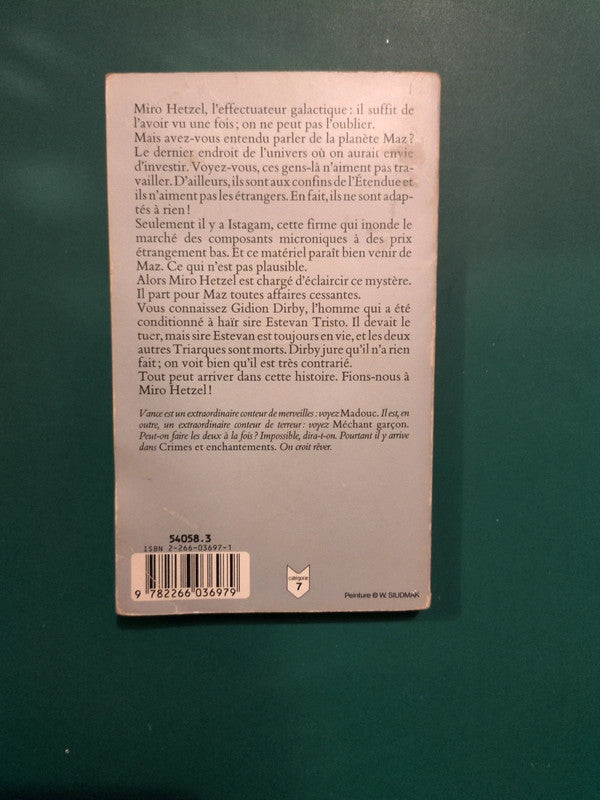 Miro Hetzel, l'effectuateur galactique : il suffit de
l'avoir vu une fois ; on ne peut pas l'oublier.
Mais avez-vous entendu parler de la planète Maz ?
Le dernier endroit de l'univers où on aurait envie
d'investir. Voyez-vous, ces gens-là n'aiment pas tra-
vailler. D'ailleurs, ils sont aux confins de l'Étendue et
ils n'aiment pas les étrangers. En fait, ils ne sont adap-
tés à rien !
Seulement il y a Istagam, cette firme qui inonde le
marché des composants microniques à des prix
étrangement bas. Et ce matériel paraît bien venir de
Maz. Ce qui n'est pas plausible.
Alors Miro Hetzel est chargé d'éclaircir ce mystère.
Il part pour Maz toutes affaires cessantes.
Vous connaissez Gidion Dirby, l'homme qui a été
conditionné à haïr sire Estevan Tristo. Il devait le
tuer, mais sire Estevan est toujours en vie, et les deux
autres Triarques sont morts. Dirby jure qu'il n'a rien
fait ; on voit bien qu'il est très contrarié.
Tout peut arriver dans cette histoire. Fions-nous à
Miro Hetzel !
Vance est un extraordinaire conteur de merveilles : voyez Madouc. Il est, en
outre, un extraordinaire conteur de terreur : voyez Méchant garçon.
Peut-on faire les deux à la fois ? Impossible, dira-t-on. Pourtant il y arrive
dans Crimes et enchantements. On croit rêver.
54058.3
ISBN 2-266-03697-1
9 782266 036979
catégorie
7
Peinture © W. SIUDMAK